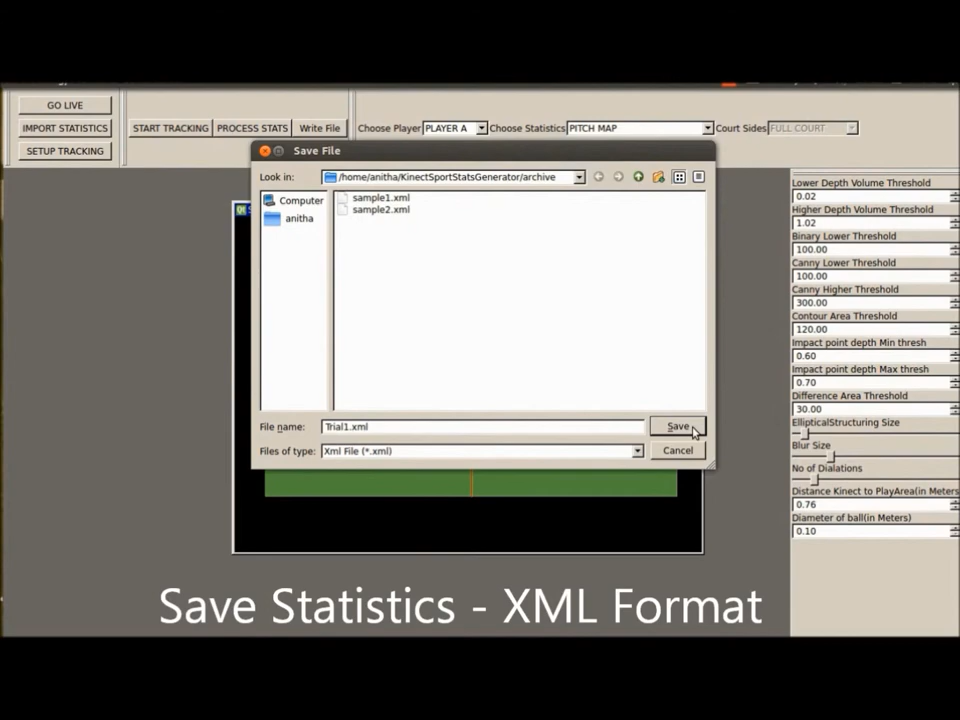 GO LIVE
IMPORT STATISTICS
SETUP TRACKING
START TRACKING PROCESS STATS Write File
Choose Player PLAYER A Choose Statistics PITCH MAP Court Sides FULL COURT
Save File
Look in: /home/anitha/KinectSportStatsGenerator/archive
Computer
anitha
sample1.xml
sample2.xml
File name: Trial1.xml Save
Files of type: Xml File (*.xml) Cancel
Lower Depth Volume Threshold
0.02
Higher Depth Volume Threshold
1.02
Binary Lower Threshold
100.00
Canny Lower Threshold
100.00
Canny Higher Threshold
300.00
Contour Area Threshold
120.00
Impact point depth Min thresh
0.60
Impact point depth Max thresh
0.70
Difference Area Threshold
30.00
EllipticalStructuring Size
Blur Size
No of Dialations
Distance Kinect to PlayArea(in Meters
0.76
Diameter of ball(in Meters)
0.10
Save Statistics - XML Format